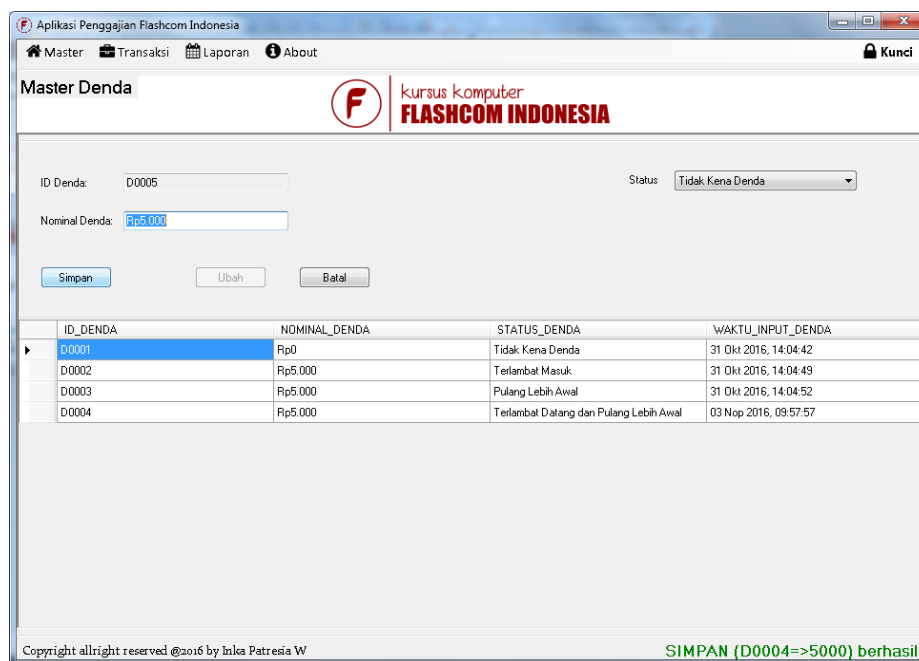 Aplikasi Penggajian Flashcom Indonesia
Master Transaksi Laporan About Kunci
Master Denda
F kursus komputer
FLASHCOM INDONESIA
ID Denda: D0005 Status Tidak Kena Denda
Nominal Denda: Rp5.000
Simpan Ubah Batal
ID_DENDA NOMINAL_DENDA STATUS_DENDA WAKTU_INPUT_DENDA
D0001 Rp0 Tidak Kena Denda 31 Okt 2016, 14:04:42
D0002 Rp5.000 Terlambat Masuk 31 Okt 2016, 14:04:49
D0003 Rp5.000 Pulang Lebih Awal 31 Okt 2016, 14:04:52
D0004 Rp5.000 Terlambat Datang dan Pulang Lebih Awal 03 Nop 2016, 09:57:57
Copyright allright reserved @2016 by Inka Patresia W SIMPAN (D0004=>5000) berhasil